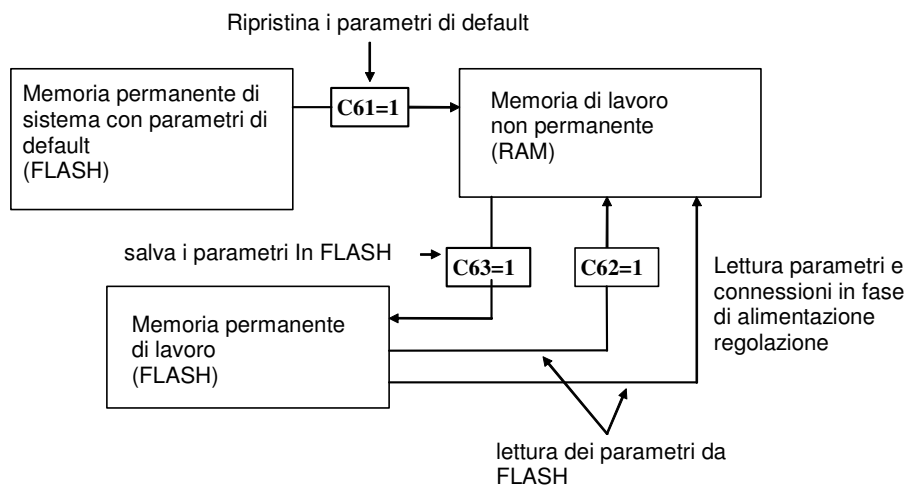 Ripristina i parametri di default
Memoria permanente di
sistema con parametri di
default
(FLASH)
C61=1
Memoria di lavoro
non permanente
(RAM)
salva i parametri In FLASH
C63=1
C62=1
Lettura parametri e
connessioni in fase
di alimentazione
regolazione
Memoria permanente
di lavoro
(FLASH)
lettura dei parametri da
FLASH